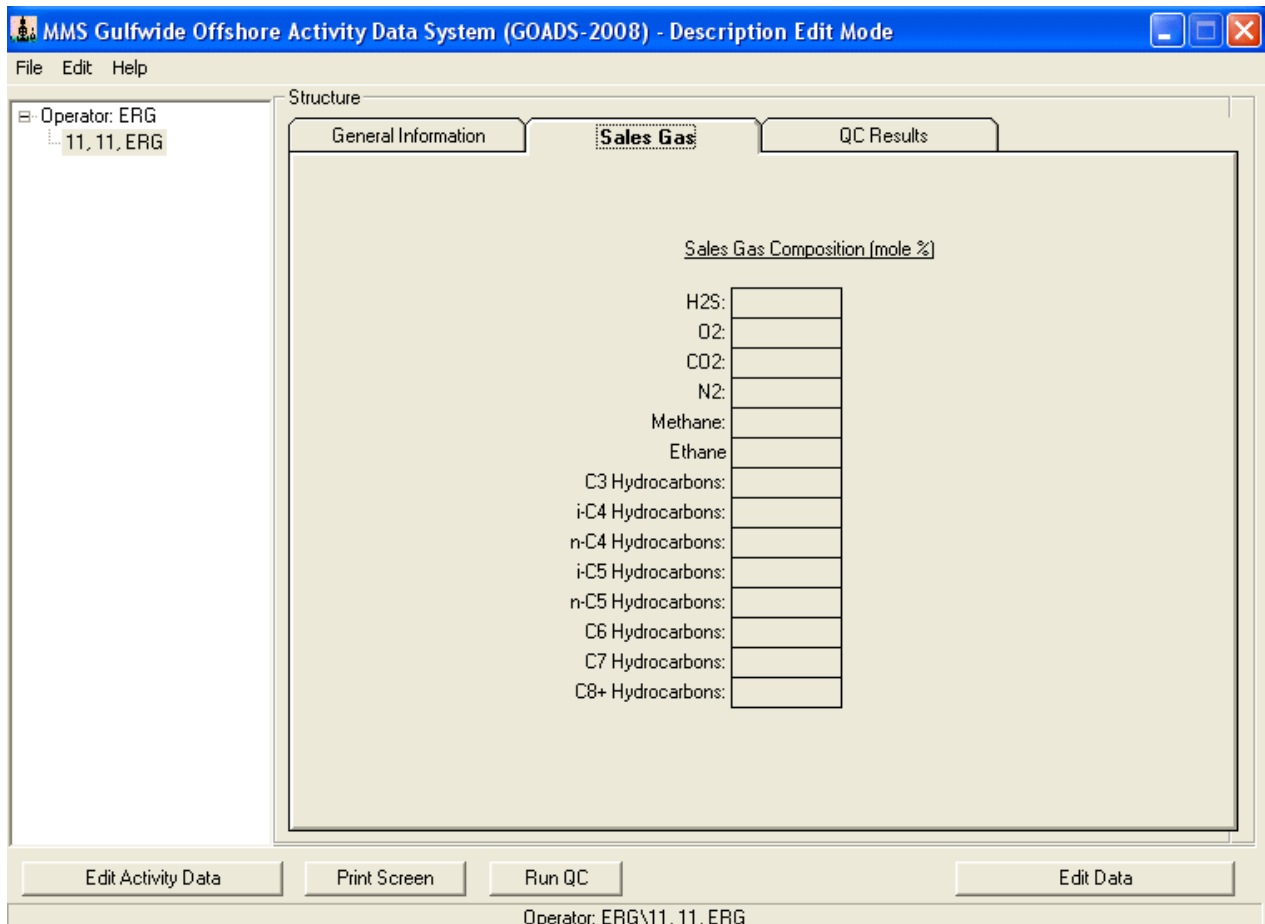 MMS Gulfwide Offshore Activity Data System (GOADS-2008) - Description Edit Mode
File Edit Help
Operator: ERG
11, 11, ERG
Structure
General Information Sales Gas QC Results
Sales Gas Composition (mole %)
H2S:
O2:
CO2:
N2:
Methane:
Ethane
C3 Hydrocarbons:
i-C4 Hydrocarbons:
n-C4 Hydrocarbons:
i-C5 Hydrocarbons:
n-C5 Hydrocarbons:
C6 Hydrocarbons:
C7 Hydrocarbons:
C8+ Hydrocarbons:
Edit Activity Data Print Screen Run QC Edit Data
Operator: ERG\11, 11, ERG